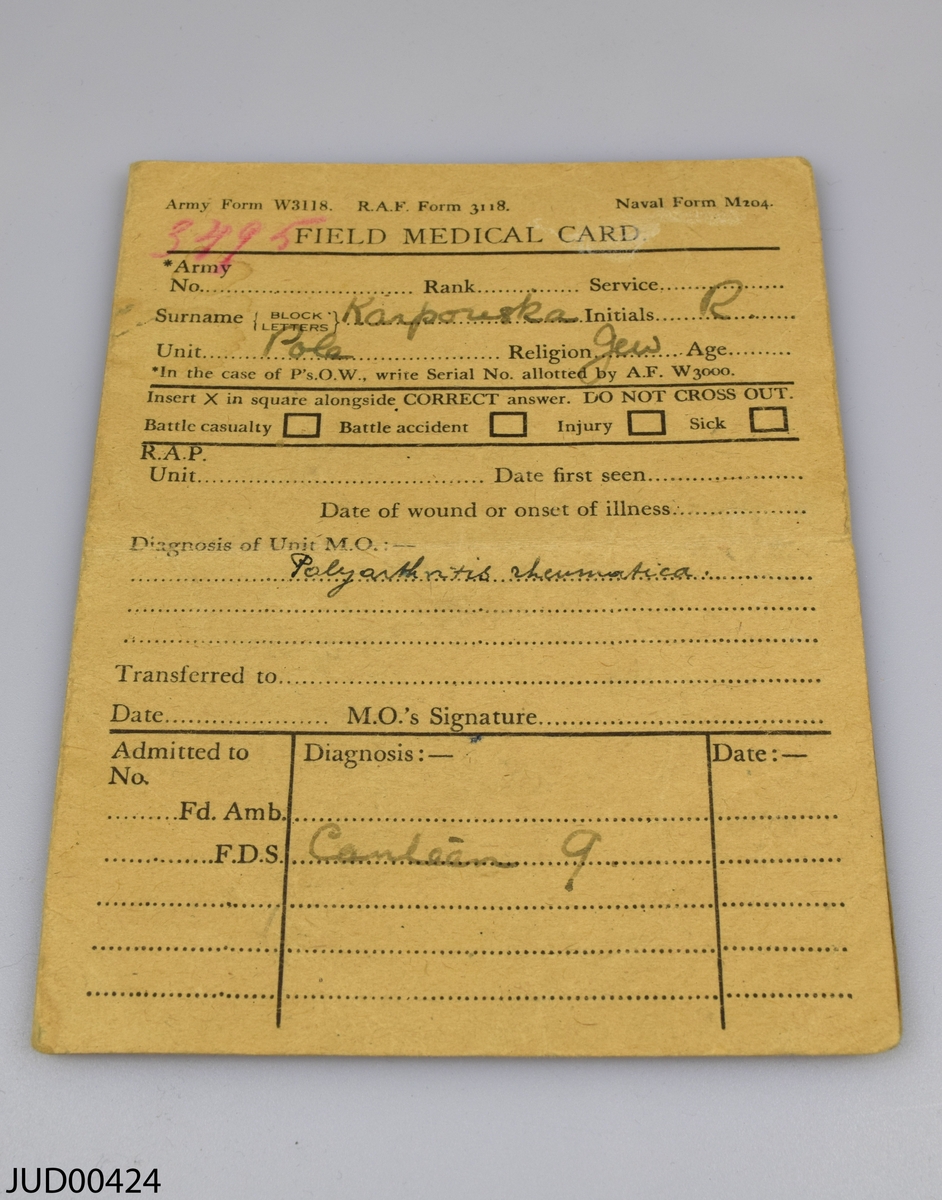 Army Form W3118. R.A.F. Form 3118. Naval Form M204.
3495 FIELD MEDICAL CARD.
*Army
No. Rank Service
Surname { BLOCK LETTERS } Karpowska Initials R
Unit Pola Religion Jew Age
*In the case of P's.O.W., write Serial No. allotted by A.F. W3000.
Insert X in square alongside CORRECT answer. DO NOT CROSS OUT.
Battle casualty Battle accident Injury Sick
R.A.P.
Unit Date first seen
Date of wound or onset of illness
Diagnosis of Unit M.O.:—
Polyarthritis rheumatica.
Transferred to
Date M.O.'s Signature
Admitted to Diagnosis:— Date:—
No.
Fd. Amb.
F.D.S. Canteen 9.
JUD00424